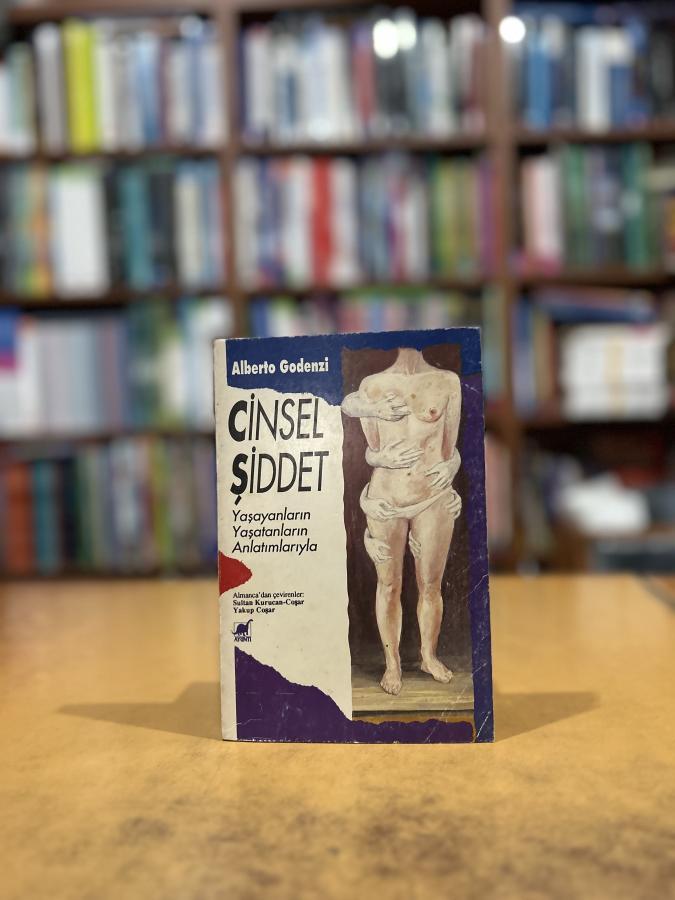 Alberto Godenzi
CİNSEL
ŞİDDET
Yaşayanların
Yaşatanların
Anlatımlarıyla
Almanca'dan çevirenler:
Sultan Kurucan-Coşar
Yakup Coşar
AYRINTI